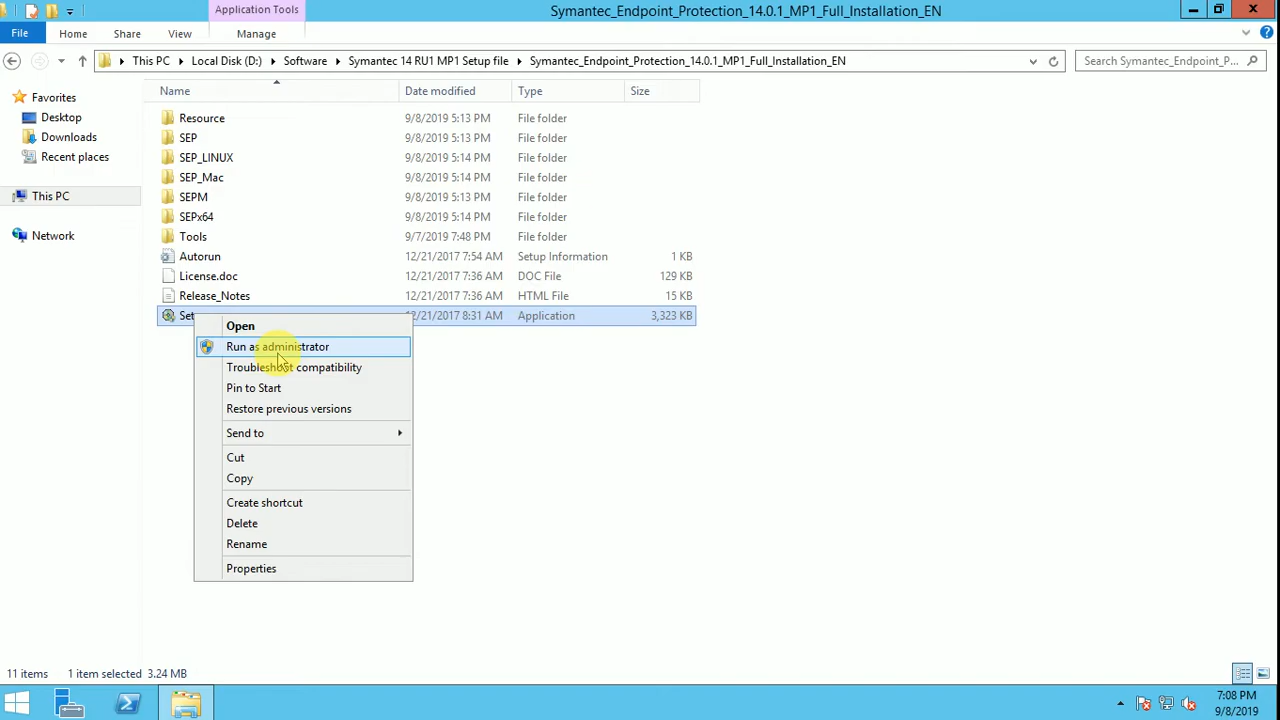 Application Tools
Symantec_Endpoint_Protection_14.0.1_MP1_Full_Installation_EN
File
Home
Share
View
Manage
This PC
Local Disk (D:)
Software
Symantec 14 RU1 MP1 Setup file
Symantec_Endpoint_Protection_14.0.1_MP1_Full_Installation_EN
Search Symantec_Endpoint_P...
Name
Date modified
Type
Size
Favorites
Desktop
Downloads
Recent places
This PC
Network
Resource 9/8/2019 5:13 PM File folder
SEP 9/8/2019 5:13 PM File folder
SEP_LINUX 9/8/2019 5:14 PM File folder
SEP_Mac 9/8/2019 5:14 PM File folder
SEPM 9/8/2019 5:13 PM File folder
SEPx64 9/8/2019 5:14 PM File folder
Tools 9/7/2019 7:48 PM File folder
Autorun 12/21/2017 7:54 AM Setup Information 1 KB
License.doc 12/21/2017 7:36 AM DOC File 129 KB
Release_Notes 12/21/2017 7:36 AM HTML File 15 KB
Set 12/21/2017 8:31 AM Application 3,323 KB
Open
Run as administrator
Troubleshoot compatibility
Pin to Start
Restore previous versions
Send to
Cut
Copy
Create shortcut
Delete
Rename
Properties
11 items
1 item selected 3.24 MB
7:08 PM
9/8/2019